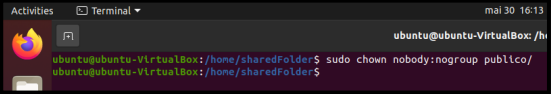 Activities
Terminal
mai 30 16:13
ubuntu@ubuntu-VirtualBox: /ho
ubuntu@ubuntu-VirtualBox:/home/sharedFolder$ sudo chown nobody:nogroup publico/
ubuntu@ubuntu-VirtualBox:/home/sharedFolder$